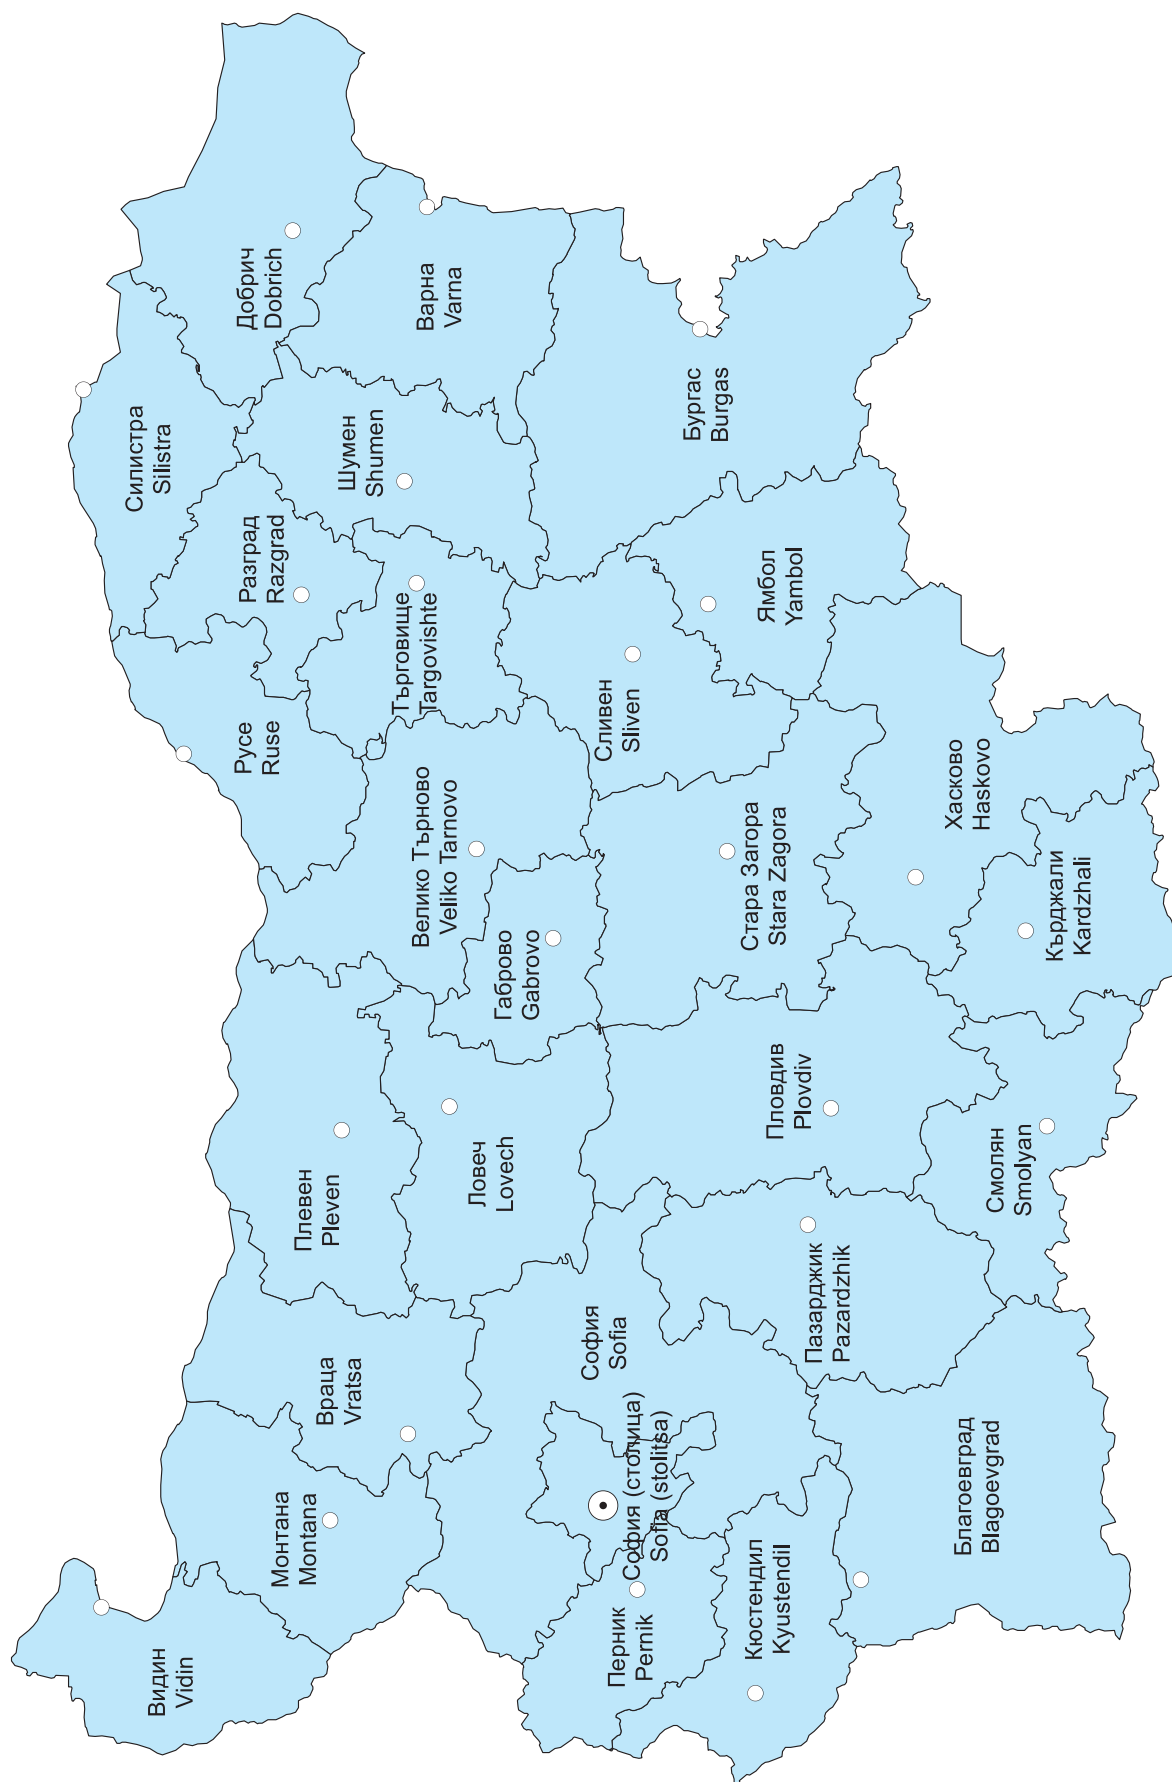 Видин
Vidin
Монтана
Montana
Враца
Vratsa
Плевен
Pleven
Ловеч
Lovech
Габрово
Gabrovo
Велико Търново
Veliko Tarnovo
Русе
Ruse
Търговище
Targovishte
Разград
Razgrad
Силистра
Silistra
Шумен
Shumen
Добрич
Dobrich
Варна
Varna
Перник
Pernik
София (столица)
Sofia (stolitsa)
София
Sofia
Кюстендил
Kyustendil
Благоевград
Blagoevgrad
Пазарджик
Pazardzhik
Пловдив
Plovdiv
Смолян
Smolyan
Стара Загора
Stara Zagora
Кърджали
Kardzhali
Хасково
Haskovo
Сливен
Sliven
Ямбол
Yambol
Бургас
Burgas